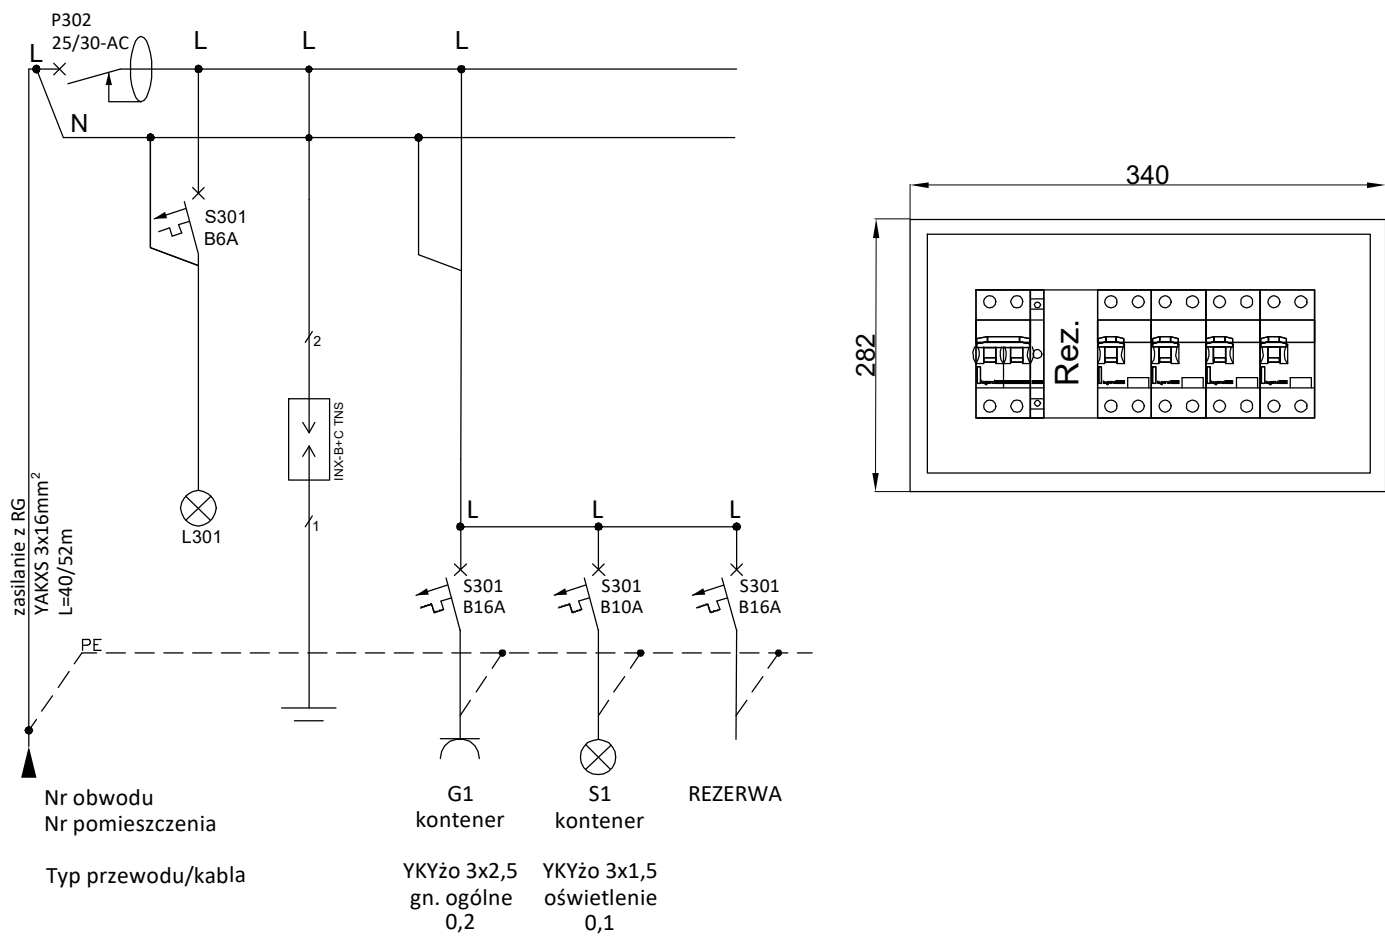 P302
25/30-AC
L
L
L
L
N
S301
B6A
2
INX-B+C TNS
1
L301
zasilanie z RG
YAKXS 3x16mm²
L=40/52m
L
L
L
S301
B16A
S301
B10A
S301
B16A
PE
Nr obwodu
Nr pomieszczenia
Typ przewodu/kabla
G1
kontener
YKYżo 3x2,5
gn. ogólne
0,2
S1
kontener
YKYżo 3x1,5
oświetlenie
0,1
REZERWA
340
282
Rez.